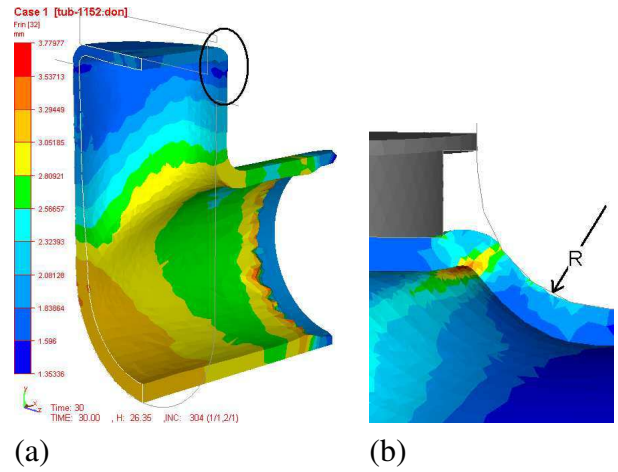 Case 1 [tub-1152:don]
Frin [32]
mm
3.77977
3.53713
3.29449
3.05185
2.80921
2.56657
2.32393
2.08128
1.83864
1.596
1.35336
y
z x
Time: 30
TIME: 30.00 , H: 26.35 ,INC: 304 (1/1,2/1)
R
(a) (b)